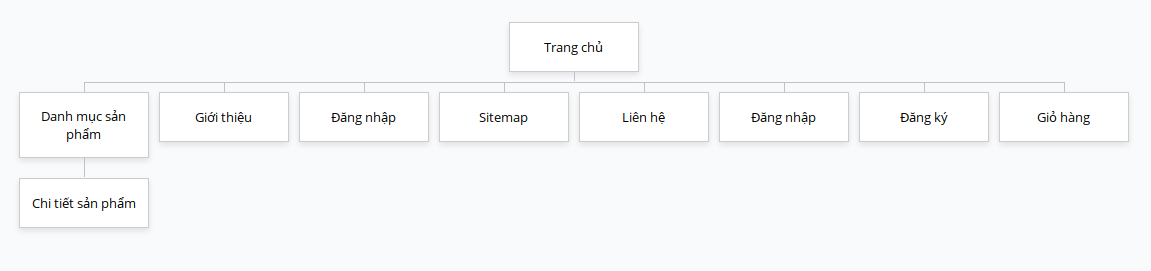 Trang chủ
Danh mục sản
phẩm
Giới thiệu
Đăng nhập
Sitemap
Liên hệ
Đăng nhập
Đăng ký
Giỏ hàng
Chi tiết sản phẩm